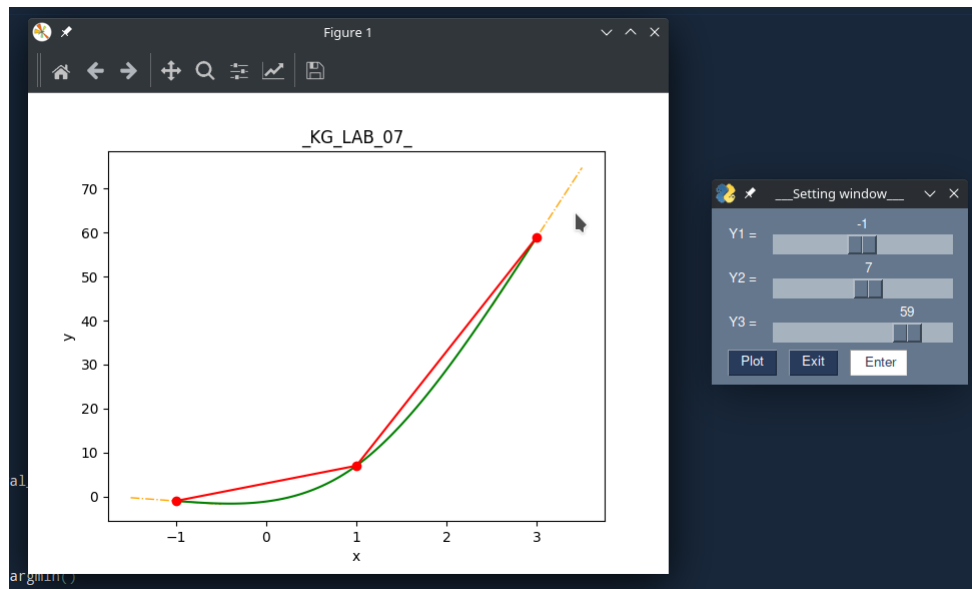 Figure 1
_KG_LAB_07_
70
60
50
40
30
20
10
0
y
−1
0
1
2
3
x
___Setting window___
Y1 =
-1
Y2 =
7
Y3 =
59
Plot
Exit
Enter
al_
argmin()